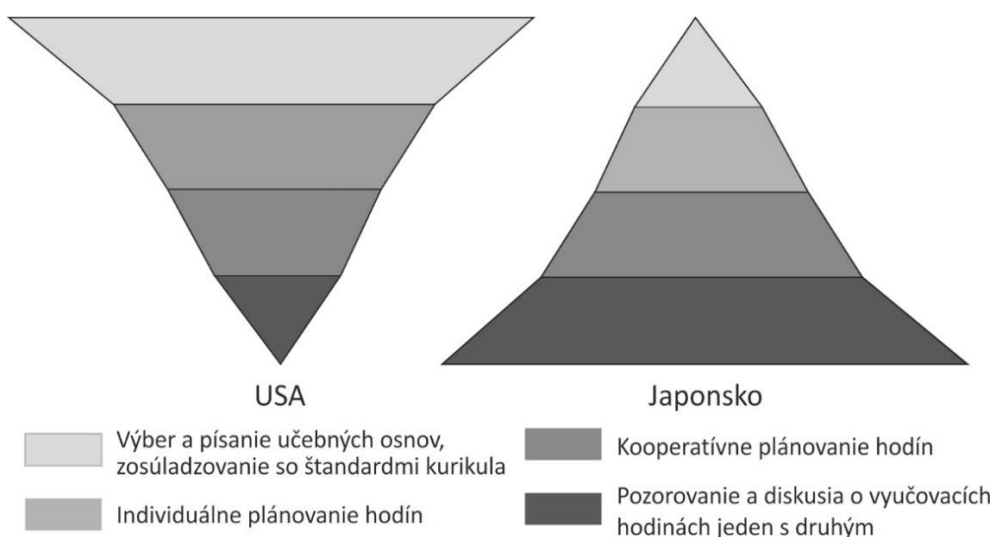 USA
Japonsko
Výber a písanie učebných osnov,
zosúladzovanie so štandardmi kurikula
Individuálne plánovanie hodín
Kooperatívne plánovanie hodín
Pozorovanie a diskusia o vyučovacích
hodinách jeden s druhým